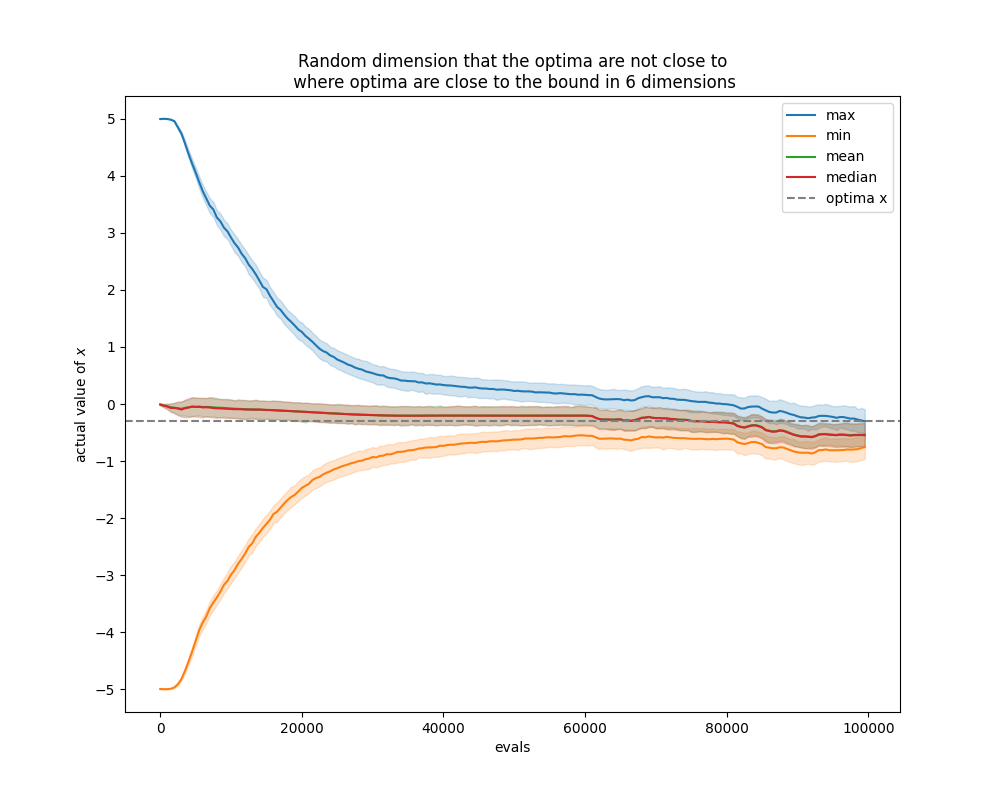 Random dimension that the optima are not close to
where optima are close to the bound in 6 dimensions
max
min
mean
median
optima x
5
4
3
2
1
0
−1
−2
−3
−4
−5
actual value of x
0
20000
40000
60000
80000
100000
evals